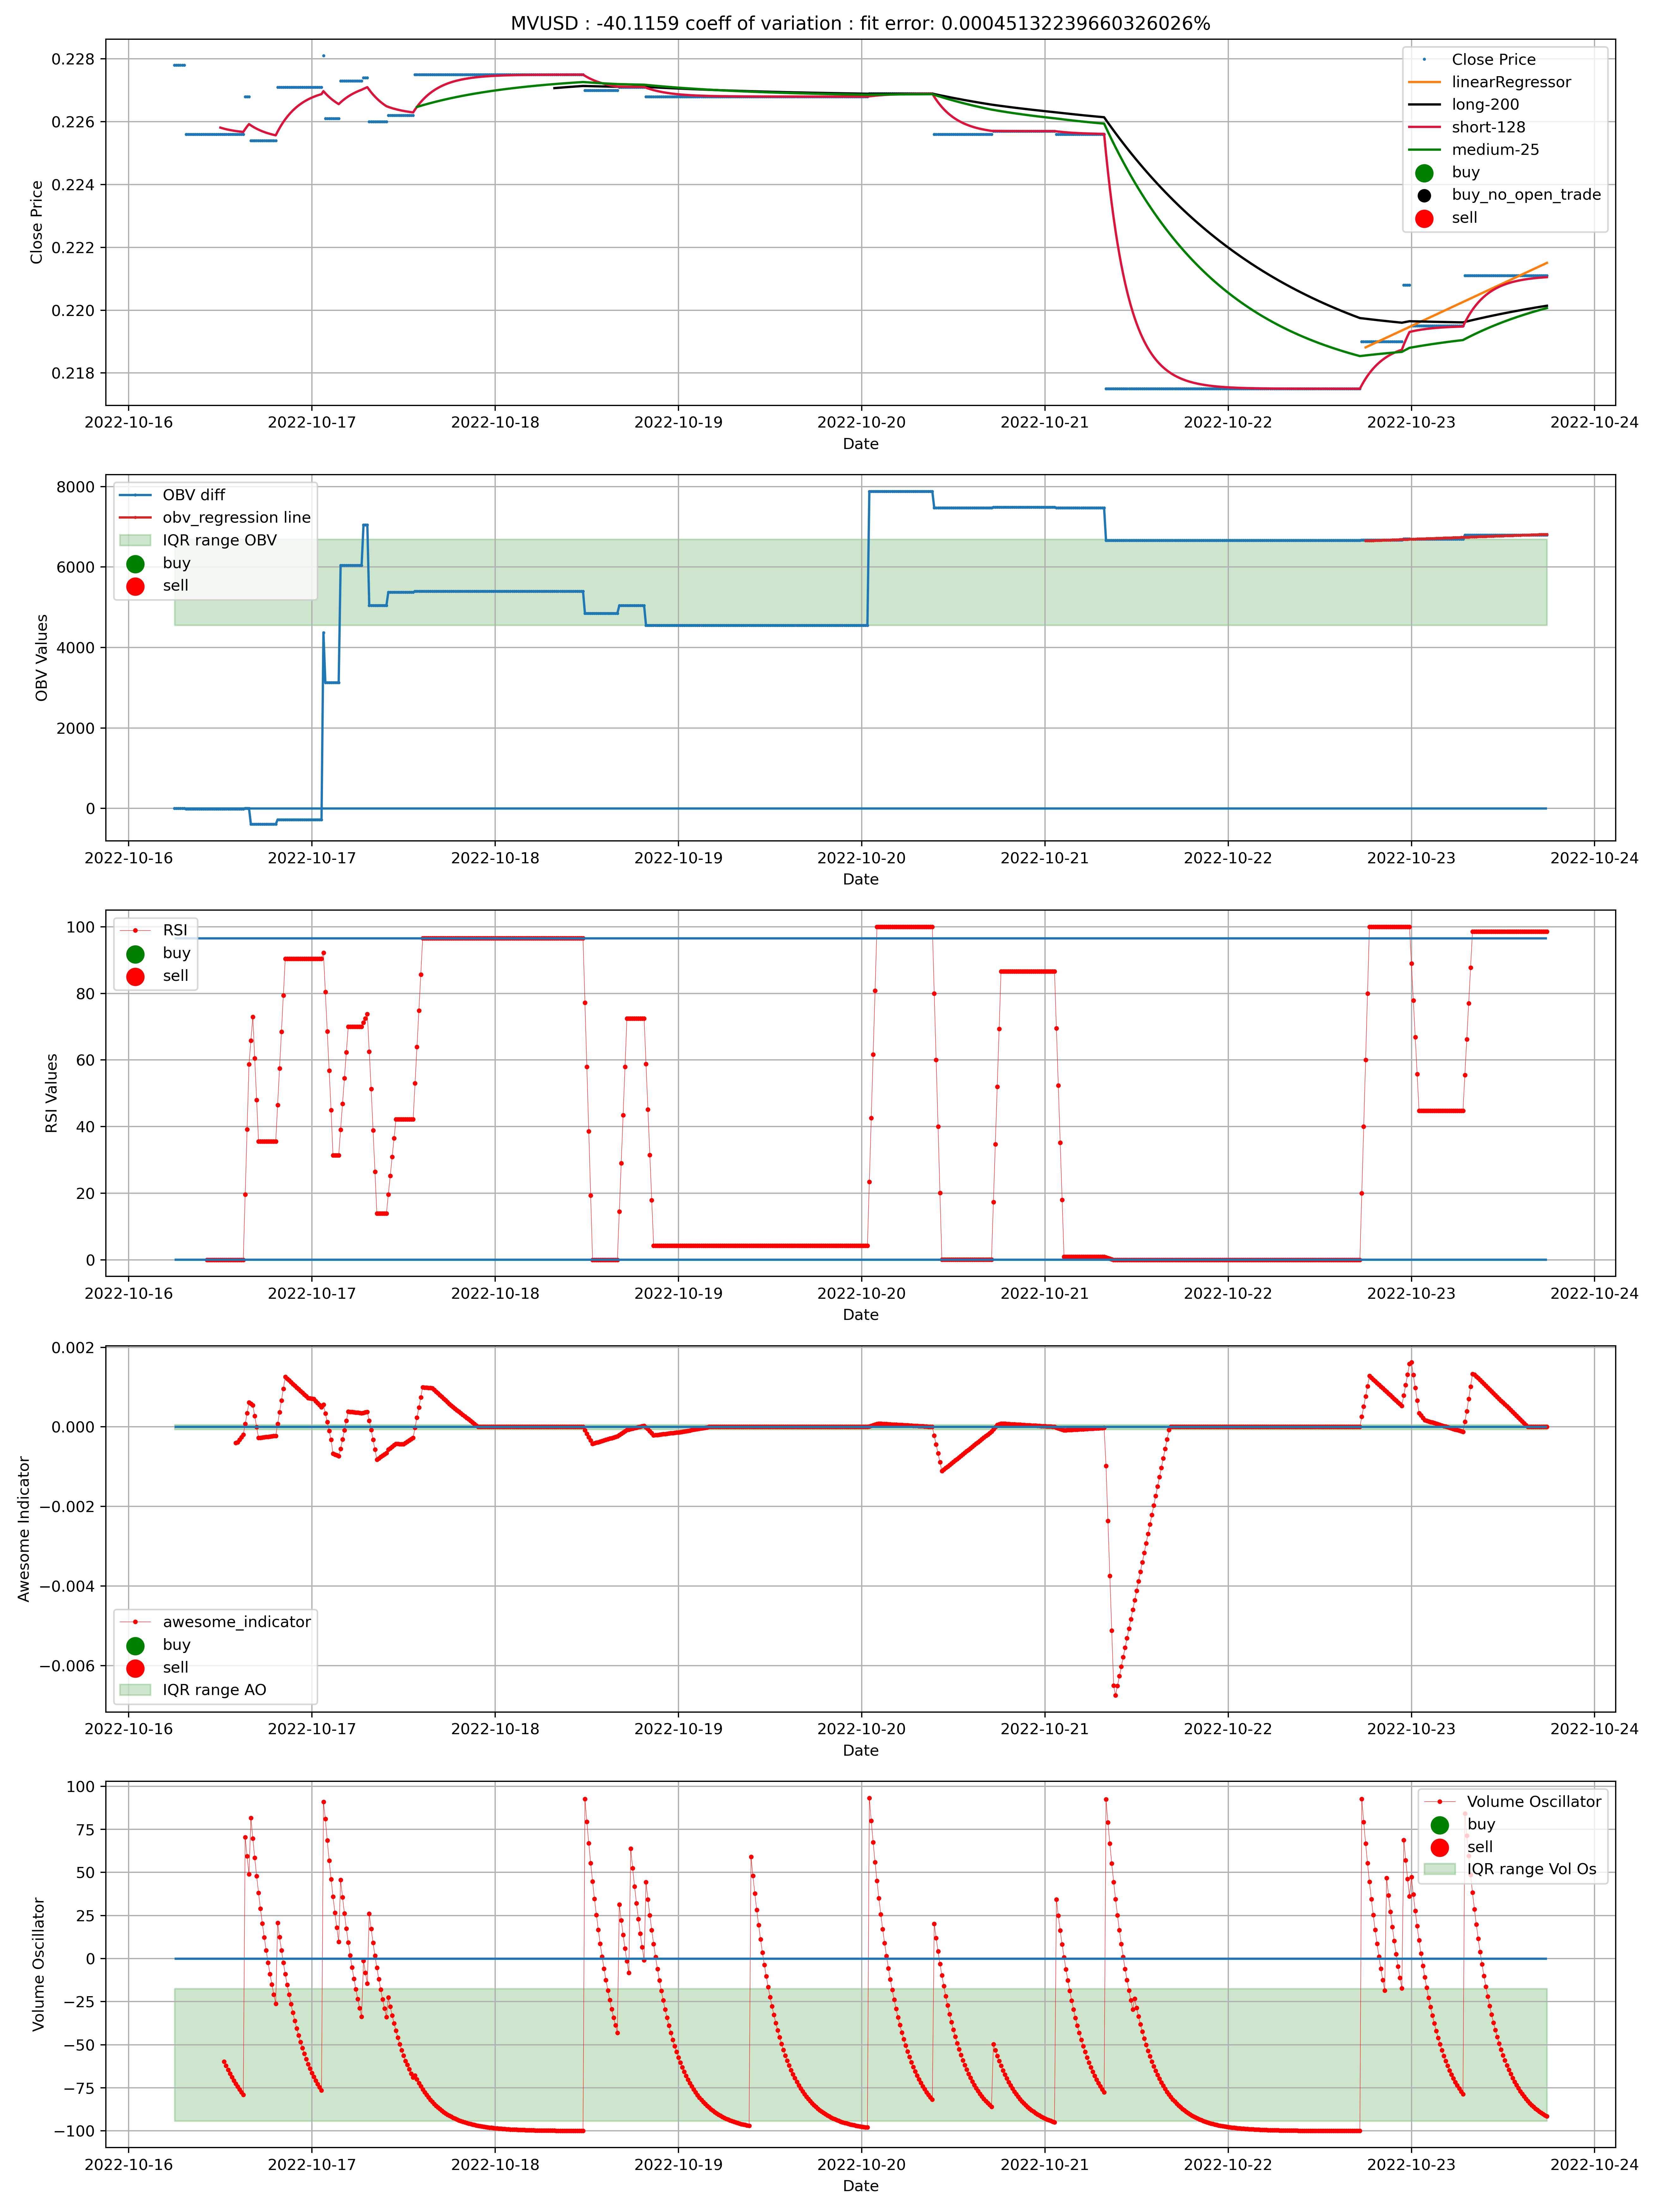 MVUSD : -40.1159 coeff of variation : fit error: 0.00045132239660326026%
Close Price
0.228
0.226
0.224
0.222
0.220
0.218
Close Price
linearRegressor
long-200
short-128
medium-25
buy
buy_no_open_trade
sell
2022-10-16 2022-10-17 2022-10-18 2022-10-19 2022-10-20 2022-10-21 2022-10-22 2022-10-23 2022-10-24
Date
OBV Values
8000
6000
4000
2000
0
OBV diff
obv_regression line
IQR range OBV
buy
sell
2022-10-16 2022-10-17 2022-10-18 2022-10-19 2022-10-20 2022-10-21 2022-10-22 2022-10-23 2022-10-24
Date
RSI Values
100
80
60
40
20
0
RSI
buy
sell
2022-10-16 2022-10-17 2022-10-18 2022-10-19 2022-10-20 2022-10-21 2022-10-22 2022-10-23 2022-10-24
Date
Awesome Indicator
0.002
0.000
−0.002
−0.004
−0.006
awesome_indicator
buy
sell
IQR range AO
2022-10-16 2022-10-17 2022-10-18 2022-10-19 2022-10-20 2022-10-21 2022-10-22 2022-10-23 2022-10-24
Date
Volume Oscillator
100
75
50
25
0
−25
−50
−75
−100
Volume Oscillator
buy
sell
IQR range Vol Os
2022-10-16 2022-10-17 2022-10-18 2022-10-19 2022-10-20 2022-10-21 2022-10-22 2022-10-23 2022-10-24
Date